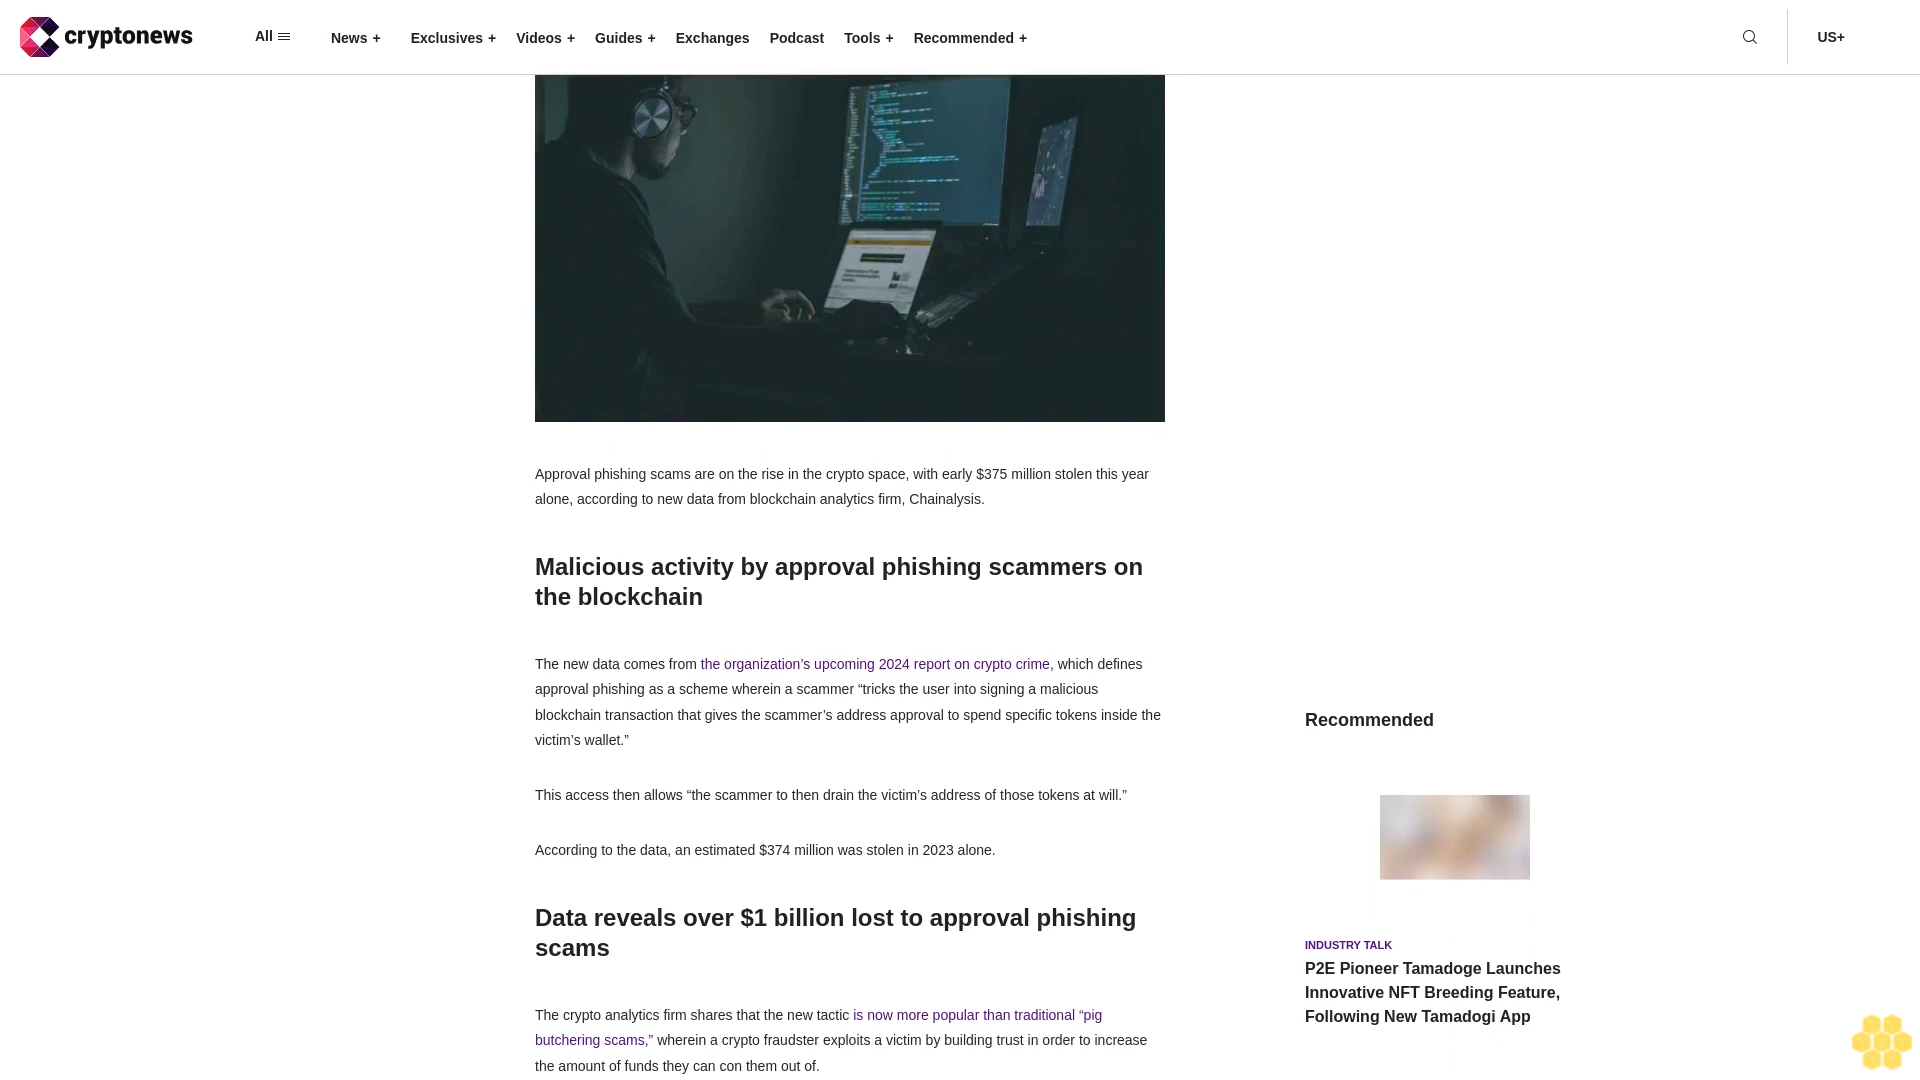 cryptonews
All
News +
Exclusives +
Videos +
Guides +
Exchanges
Podcast
Tools +
Recommended +
US+
Approval phishing scams are on the rise in the crypto space, with early $375 million stolen this year
alone, according to new data from blockchain analytics firm, Chainalysis.
Malicious activity by approval phishing scammers on
the blockchain
The new data comes from the organization’s upcoming 2024 report on crypto crime, which defines
approval phishing as a scheme wherein a scammer “tricks the user into signing a malicious
blockchain transaction that gives the scammer’s address approval to spend specific tokens inside the
victim’s wallet.”
This access then allows “the scammer to then drain the victim’s address of those tokens at will.”
According to the data, an estimated $374 million was stolen in 2023 alone.
Data reveals over $1 billion lost to approval phishing
scams
The crypto analytics firm shares that the new tactic is now more popular than traditional “pig
butchering scams,” wherein a crypto fraudster exploits a victim by building trust in order to increase
the amount of funds they can con them out of.
Recommended
INDUSTRY TALK
P2E Pioneer Tamadoge Launches
Innovative NFT Breeding Feature,
Following New Tamadogi App